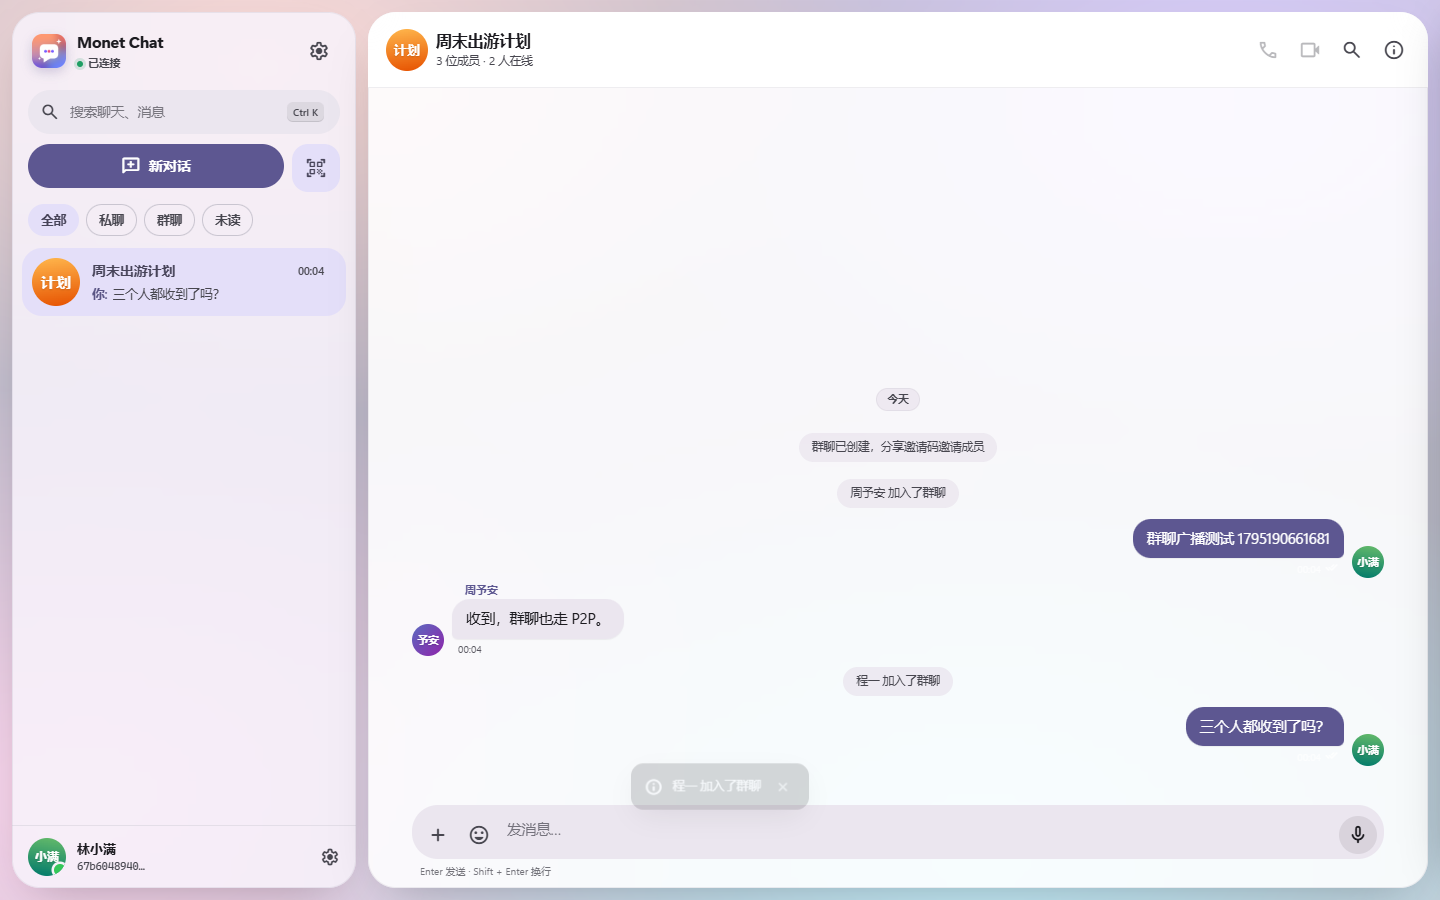 Monet Chat
已连接
搜索聊天、消息
Ctrl K
新对话
全部
私聊
群聊
未读
计划
周末出游计划
00:04
你: 三个人都收到了吗?
小满
林小满
67b6048940…
计划
周末出游计划
3 位成员 · 2 人在线
今天
群聊已创建，分享邀请码邀请成员
周予安 加入了群聊
群聊广播测试 1795190661681
小满
周予安
收到，群聊也走 P2P。
予安
00:04
程一 加入了群聊
三个人都收到了吗?
小满
程一 加入了群聊
发消息...
Enter 发送 · Shift + Enter 换行